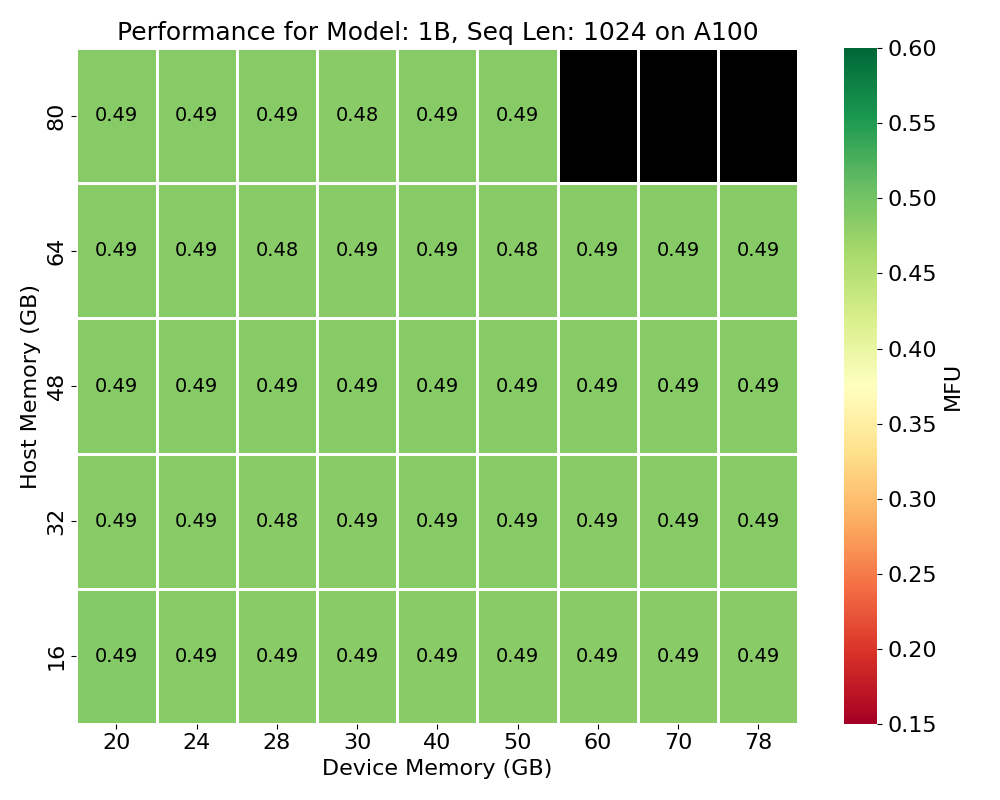 Performance for Model: 1B, Seq Len: 1024 on A100
80 0.49 0.49 0.49 0.48 0.49 0.49
64 0.49 0.49 0.48 0.49 0.49 0.48 0.49 0.49 0.49
48 0.49 0.49 0.49 0.49 0.49 0.49 0.49 0.49 0.49
32 0.49 0.49 0.48 0.49 0.49 0.49 0.49 0.49 0.49
16 0.49 0.49 0.49 0.49 0.49 0.49 0.49 0.49 0.49
20 24 28 30 40 50 60 70 78
Device Memory (GB)
Host Memory (GB)
0.60
0.55
0.50
0.45
0.40
0.35
0.30
0.25
0.20
0.15
MFU